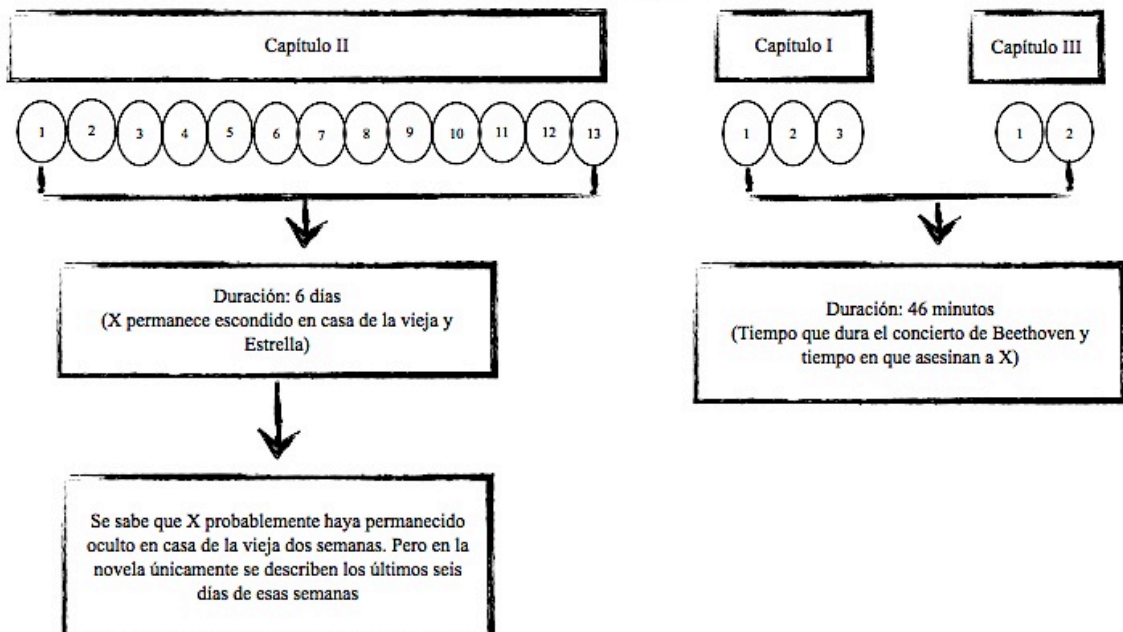 Capítulo II
1 2 3 4 5 6 7 8 9 10 11 12 13
Duración: 6 días
(X permanece escondido en casa de la vieja y
Estrella)
Se sabe que X probablemente haya permanecido
oculto en casa de la vieja dos semanas. Pero en la
novela únicamente se describen los últimos seis
días de esas semanas
Capítulo I
1 2 3
Capítulo III
1 2
Duración: 46 minutos
(Tiempo que dura el concierto de Beethoven y
tiempo en que asesinan a X)